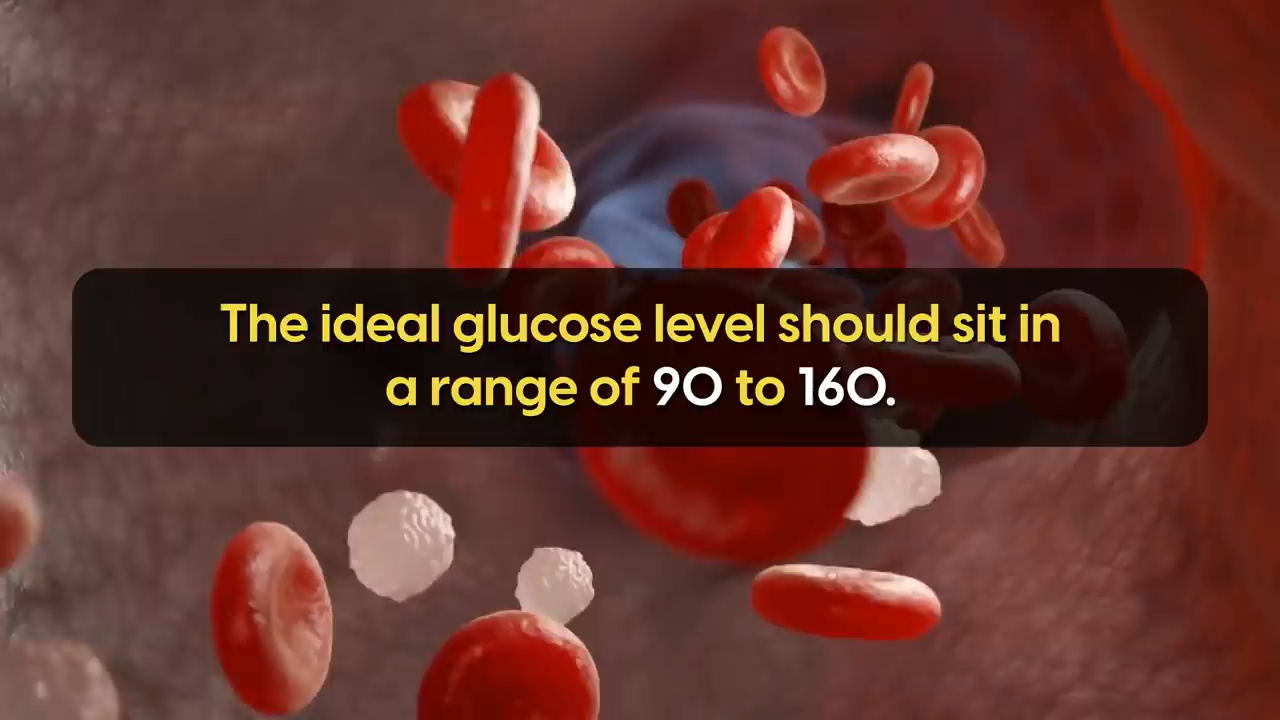 The ideal glucose level should sit in
a range of 90 to 160.